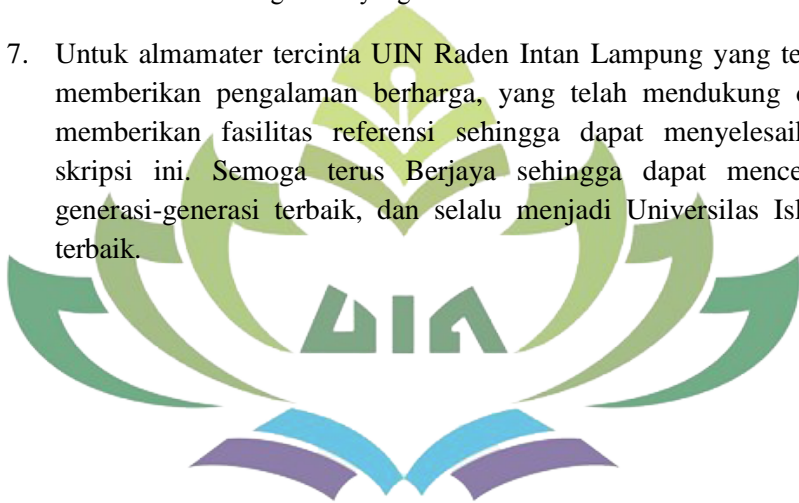 yang
7. Untuk almamater tercinta UIN Raden Intan Lampung yang te
memberikan pengalaman berharga, yang telah mendukung
memberikan fasilitas referensi sehingga dapat menyelesaik
skripsi ini. Semoga terus Berjaya sehingga dapat mence
generasi-generasi terbaik, dan selalu menjadi Universilas Isl
terbaik.
UIN